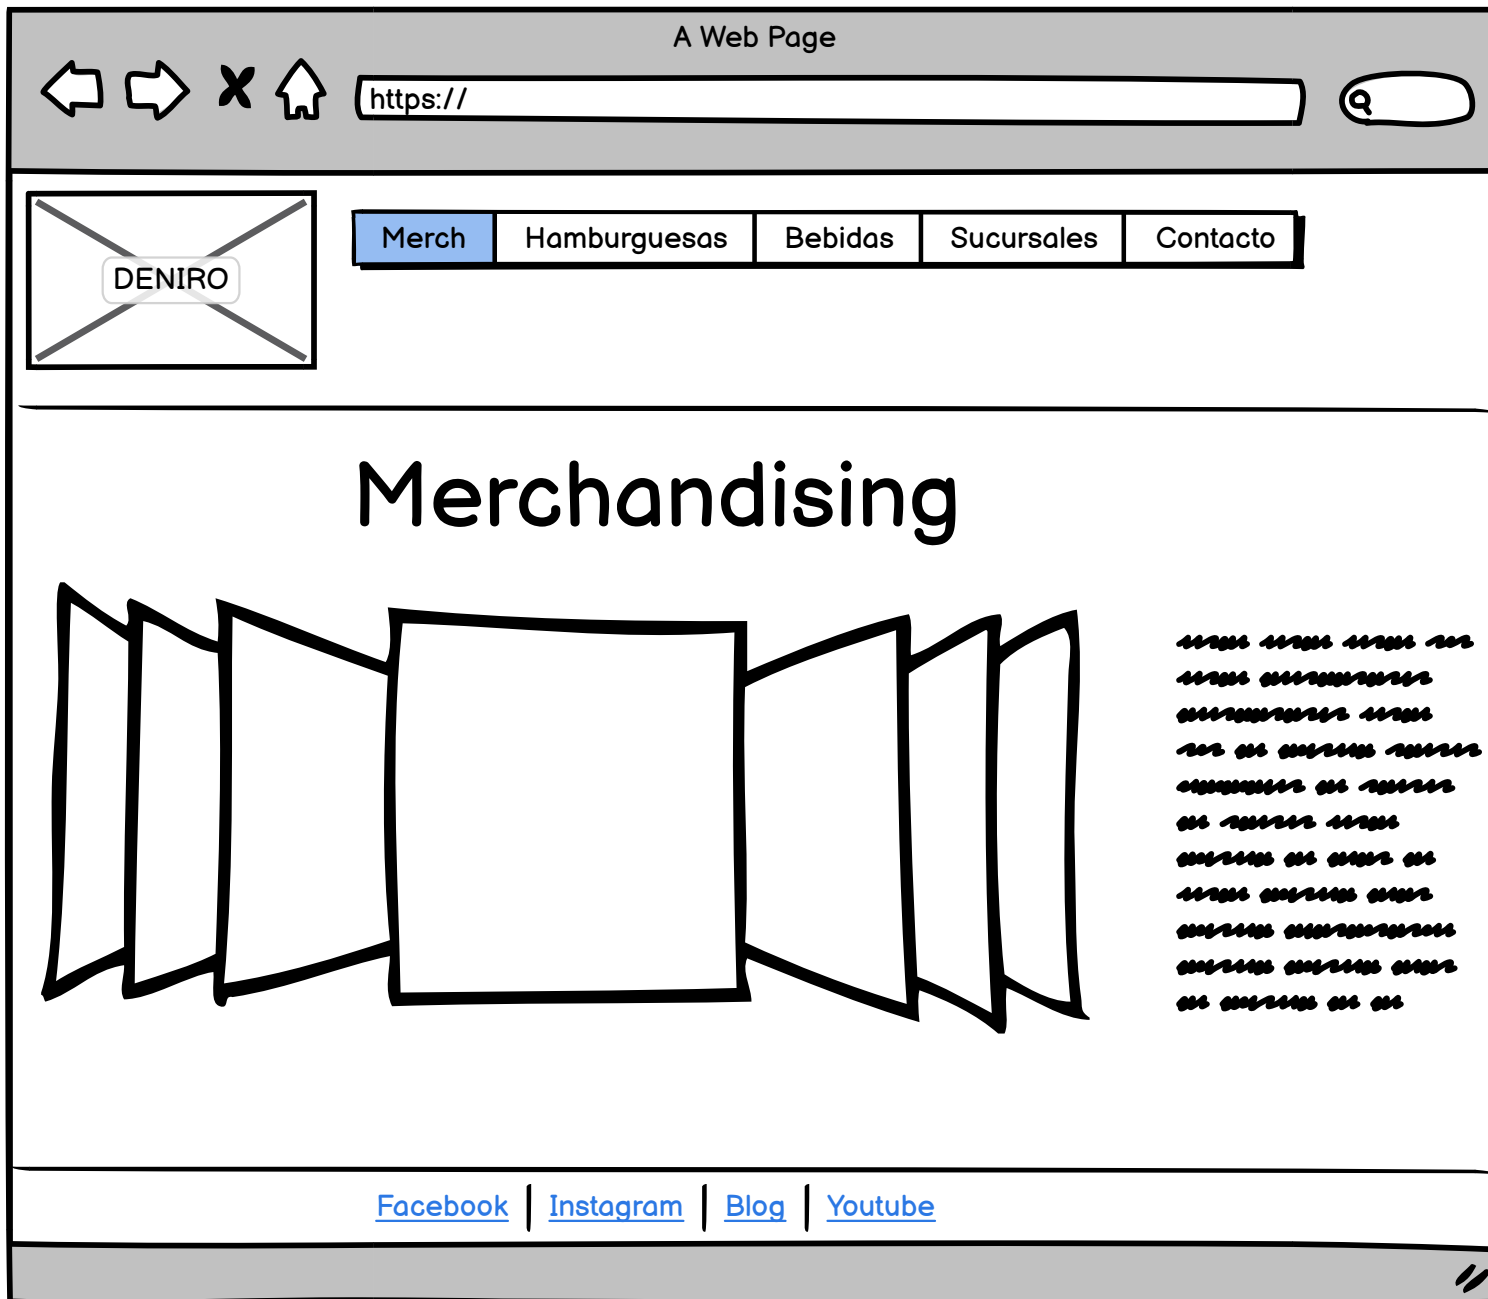 A Web Page
https://
DENIRO
Merch Hamburguesas Bebidas Sucursales Contacto
Merchandising
Facebook Instagram Blog Youtube